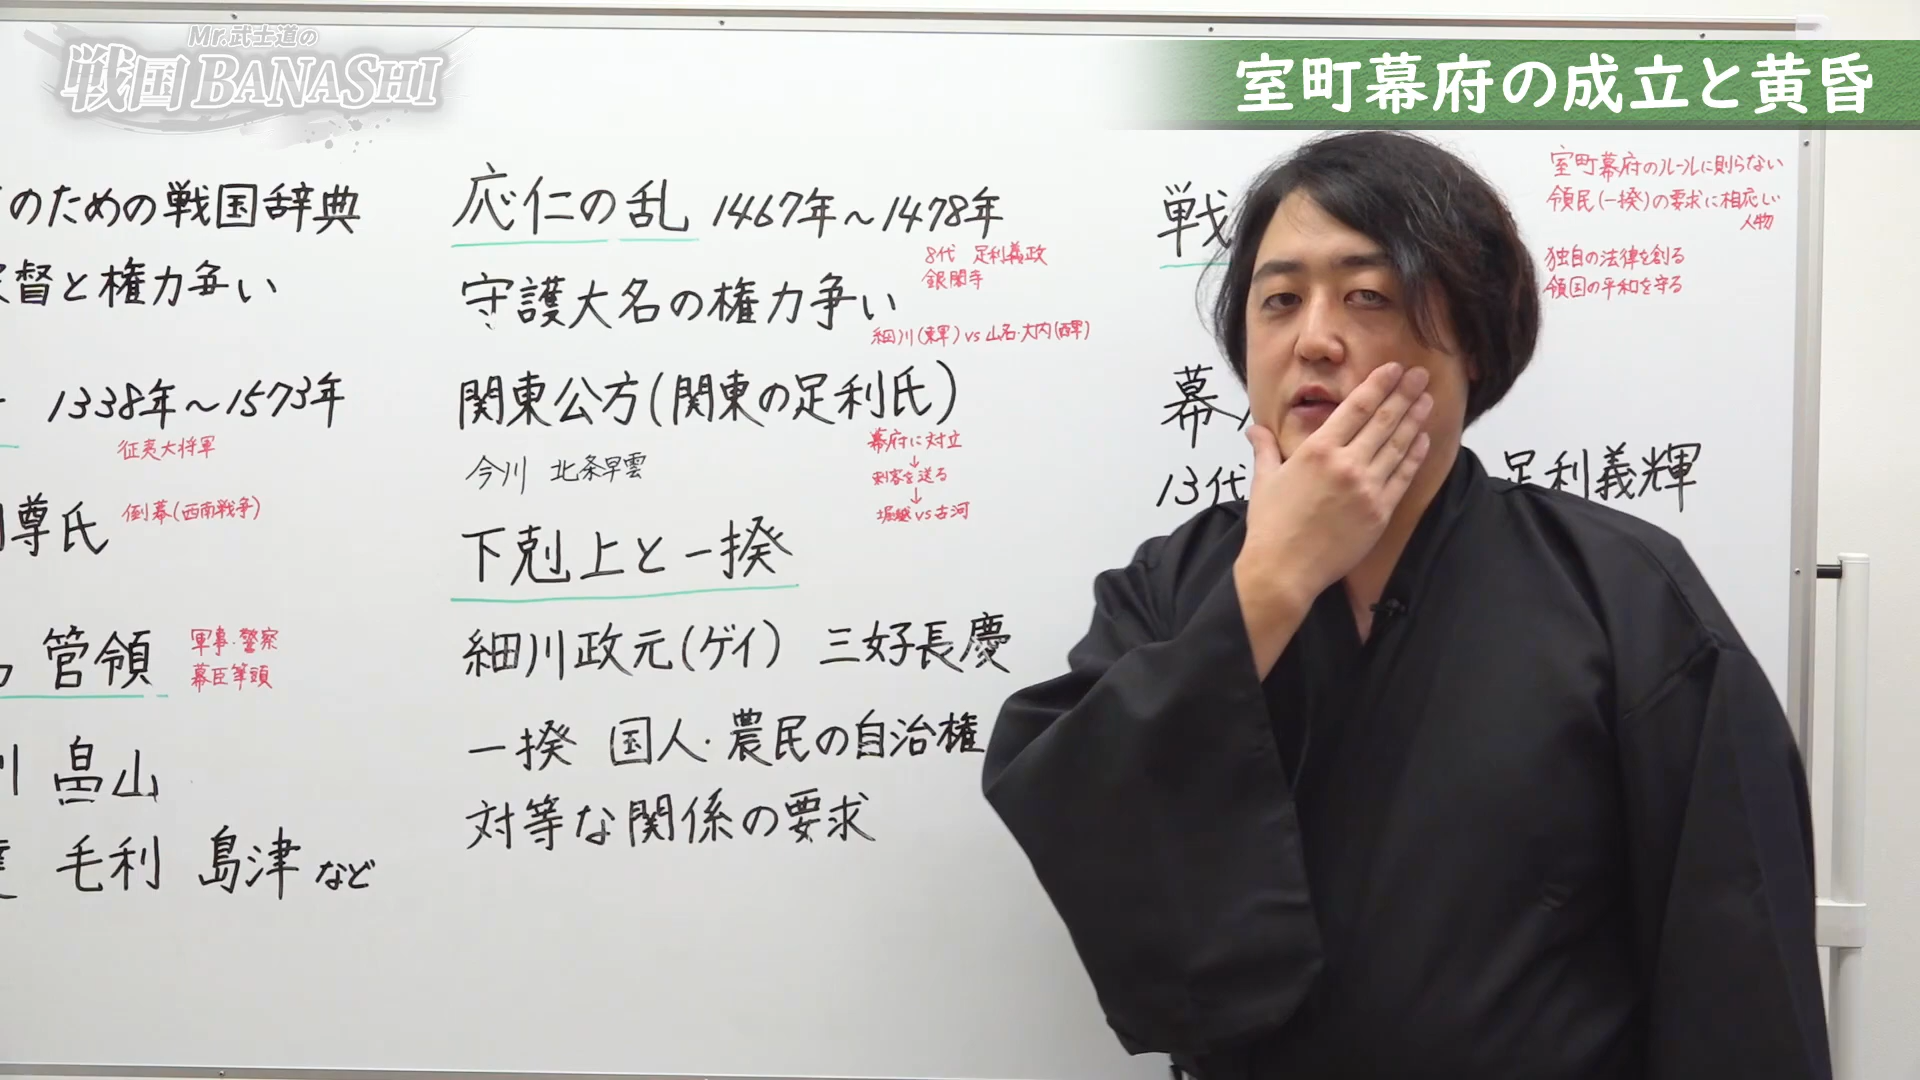 Mr.武士道の
戦国BANASHI
室町幕府の成立と黄昏
のための戦国辞典
督と権力争い
1338年～1573年
征夷大将軍
尊氏
倒幕(西南戦争)
管領
軍事・警察
幕臣筆頭
畠山
毛利 島津 など
応仁の乱 1467年～1478年
8代 足利義政
銀閣寺
守護大名の権力争い
細川(東軍)vs山名・大内(西軍)
関東公方(関東の足利氏)
幕府に対立
↓
刺客を送る
↓
堀越vs古河
今川 北条早雲
下剋上と一揆
細川政元(ゲイ) 三好長慶
一揆 国人・農民の自治権
対等な関係の要求
戦
室町幕府のルールに則らない
領民(一揆)の要求に相応しい
人物
独自の法律を創る
領国の平和を守る
幕
13代 足利義輝